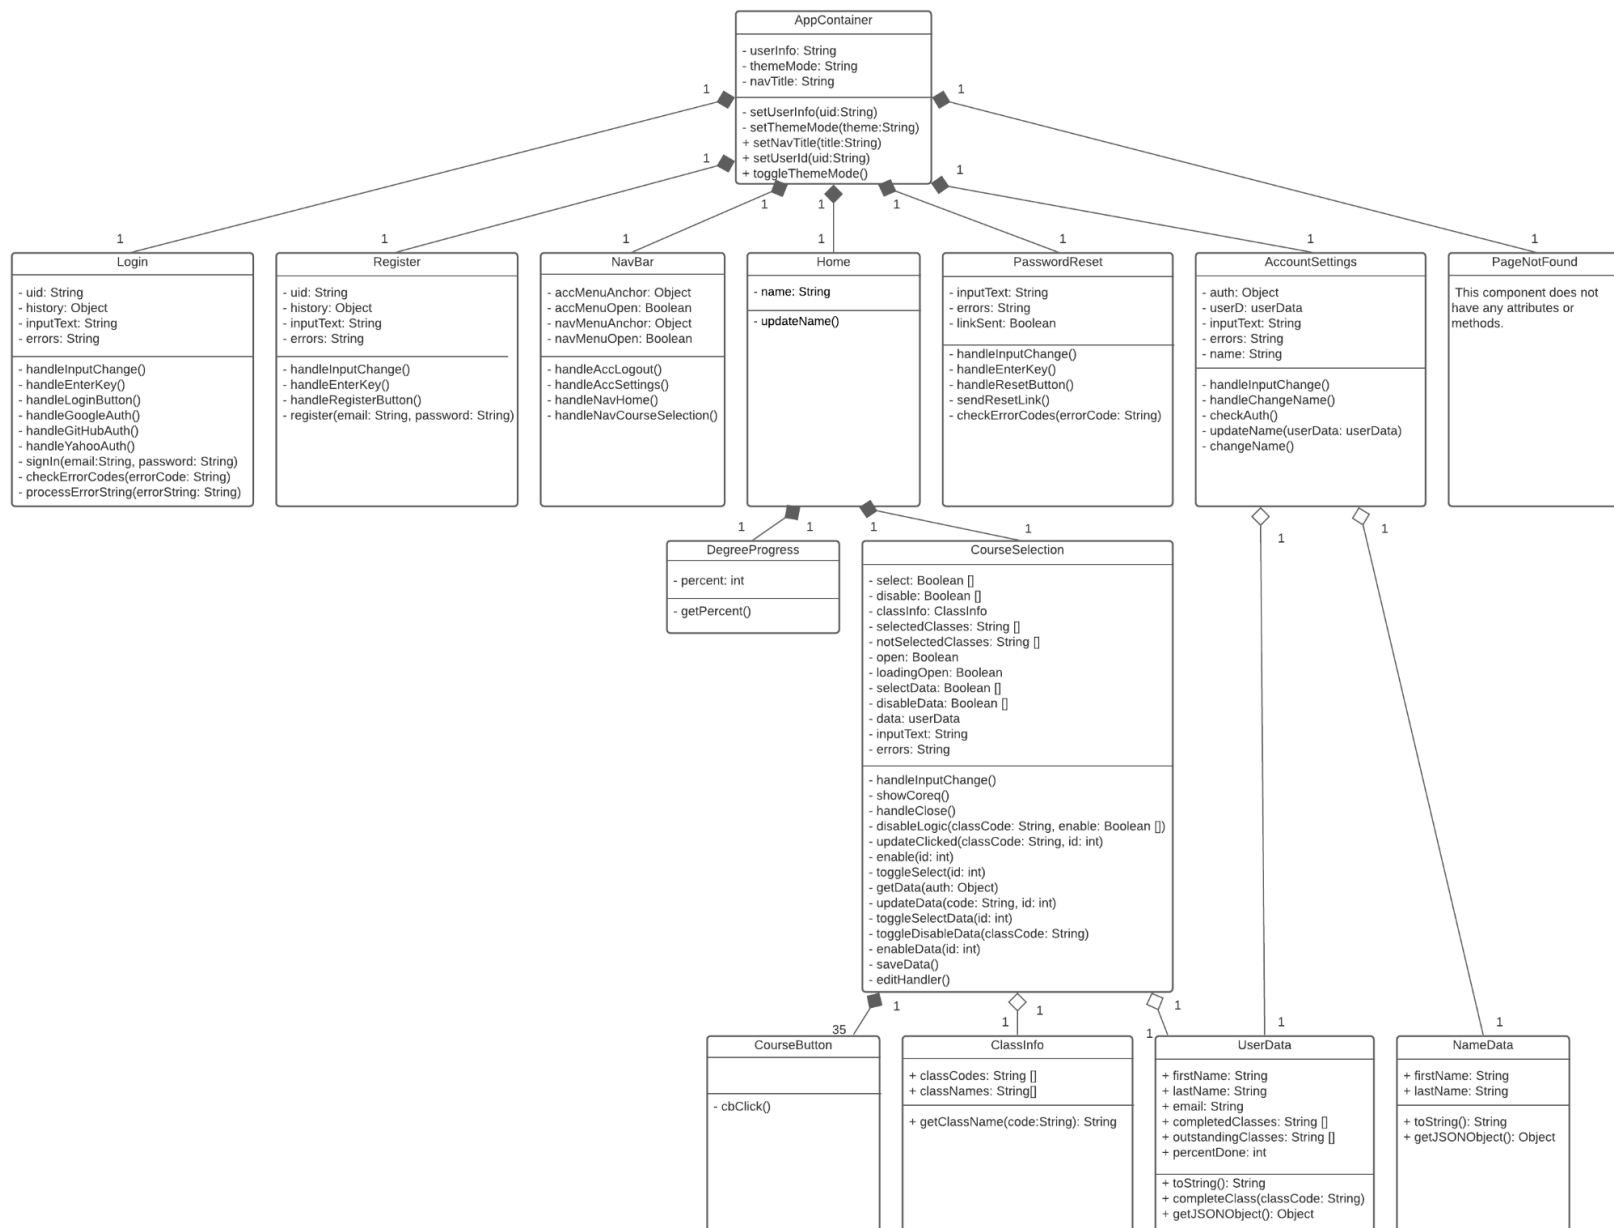 AppContainer
- userInfo: String
- themeMode: String
- navTitle: String
- setUserInfo(uid:String)
- setThemeMode(theme:String)
+ setNavTitle(title:String)
+ setUserId(uid:String)
+ toggleThemeMode()
1
1
1
1
1
1
1
1
1
1
1
1
1
1
Login
- uid: String
- history: Object
- inputText: String
- errors: String
- handleInputChange()
- handleEnterKey()
- handleLoginButton()
- handleGoogleAuth()
- handleGitHubAuth()
- handleYahooAuth()
- signIn(email:String, password: String)
- checkErrorCodes(errorCode: String)
- processErrorString(errorString: String)
Register
- uid: String
- history: Object
- inputText: String
- errors: String
- handleInputChange()
- handleEnterKey()
- handleRegisterButton()
- register(email: String, password: String)
NavBar
- accMenuAnchor: Object
- accMenuOpen: Boolean
- navMenuAnchor: Object
- navMenuOpen: Boolean
- handleAccLogout()
- handleAccSettings()
- handleNavHome()
- handleNavCourseSelection()
Home
- name: String
- updateName()
PasswordReset
- inputText: String
- errors: String
- linkSent: Boolean
- handleInputChange()
- handleEnterKey()
- handleResetButton()
- sendResetLink()
- checkErrorCodes(errorCode: String)
AccountSettings
- auth: Object
- userD: userData
- inputText: String
- errors: String
- name: String
- handleInputChange()
- handleChangeName()
- checkAuth()
- updateName(userData: userData)
- changeName()
PageNotFound
This component does not
have any attributes or
methods.
1
1
1
1
1
1
DegreeProgress
- percent: int
- getPercent()
CourseSelection
- select: Boolean []
- disable: Boolean []
- classInfo: ClassInfo
- selectedClasses: String []
- notSelectedClasses: String []
- open: Boolean
- loadingOpen: Boolean
- selectData: Boolean []
- disableData: Boolean []
- data: userData
- inputText: String
- errors: String
- handleInputChange()
- showCoreq()
- handleClose()
- disableLogic(classCode: String, enable: Boolean [])
- updateClicked(classCode: String, id: int)
- enable(id: int)
- toggleSelect(id: int)
- getData(auth: Object)
- updateData(code: String, id: int)
- toggleSelectData(id: int)
- toggleDisableData(classCode: String)
- enableData(id: int)
- saveData()
- editHandler()
1
35
1
1
1
1
1
1
CourseButton
- cbClick()
ClassInfo
+ classCodes: String []
+ classNames: String[]
+ getClassName(code:String): String
UserData
+ firstName: String
+ lastName: String
+ email: String
+ completedClasses: String []
+ outstandingClasses: String []
+ percentDone: int
+ toString(): String
+ completeClass(classCode: String)
+ getJSONObject(): Object
NameData
+ firstName: String
+ lastName: String
+ toString(): String
+ getJSONObject(): Object